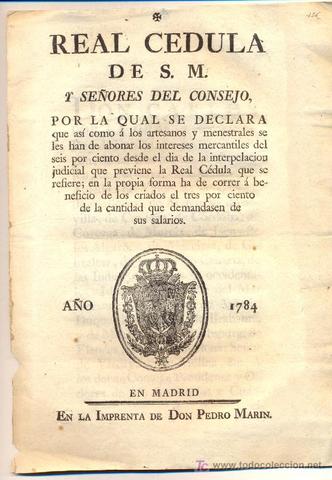 REAL CEDULA
DE S. M.
Y SEÑORES DEL CONSEJO,
POR LA QUAL SE DECLARA
que así como á los artesanos y menestrales se
les han de abonar los intereses mercantiles del
seis por ciento desde el dia de la interpelacion
judicial que previene la Real Cédula que se
refiere; en la propia forma ha de correr á be-
neficio de los criados el tres por ciento
de la cantidad que demandasen de
sus salarios.
AÑO 1784
EN MADRID
EN LA IMPRENTA DE DON PEDRO MARIN.
TC www.todocoleccion.net